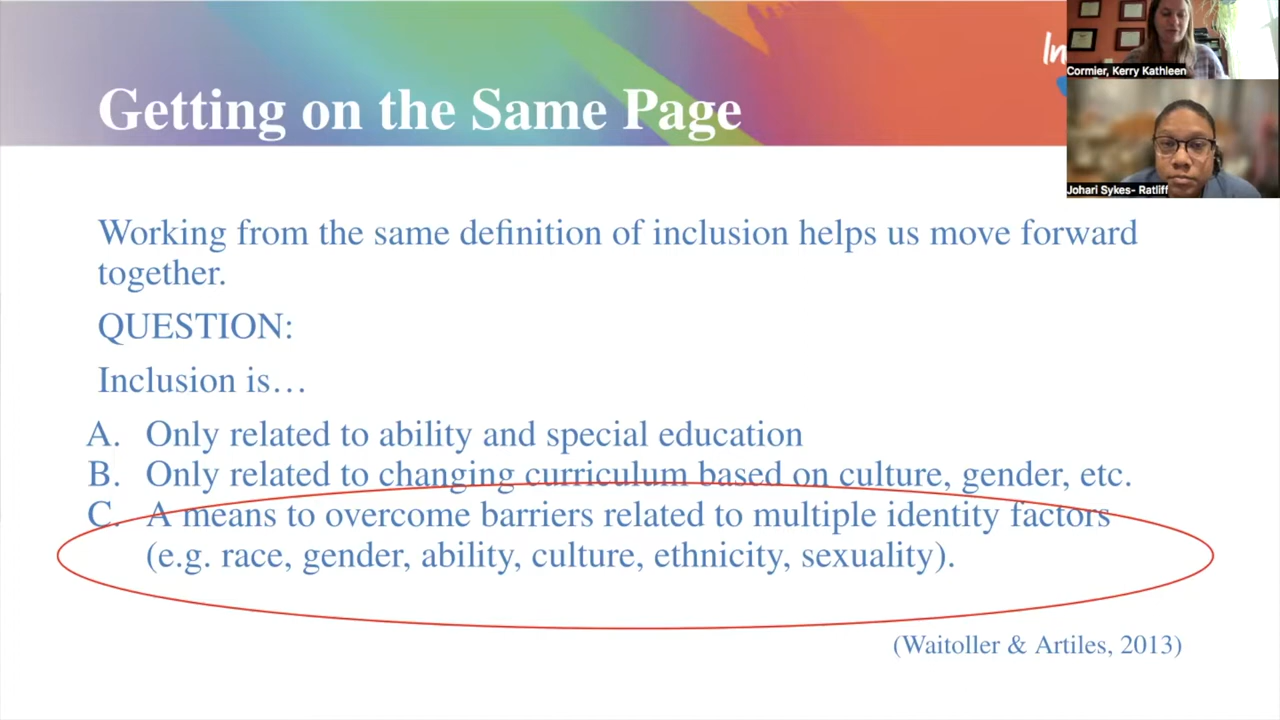 Getting on the Same Page
In
Cormier, Kerry Kathleen
Johari Sykes- Ratliff
Working from the same definition of inclusion helps us move forward
together.
QUESTION:
Inclusion is…
A. Only related to ability and special education
B. Only related to changing curriculum based on culture, gender, etc.
C. A means to overcome barriers related to multiple identity factors
(e.g. race, gender, ability, culture, ethnicity, sexuality).
(Waitoller & Artiles, 2013)